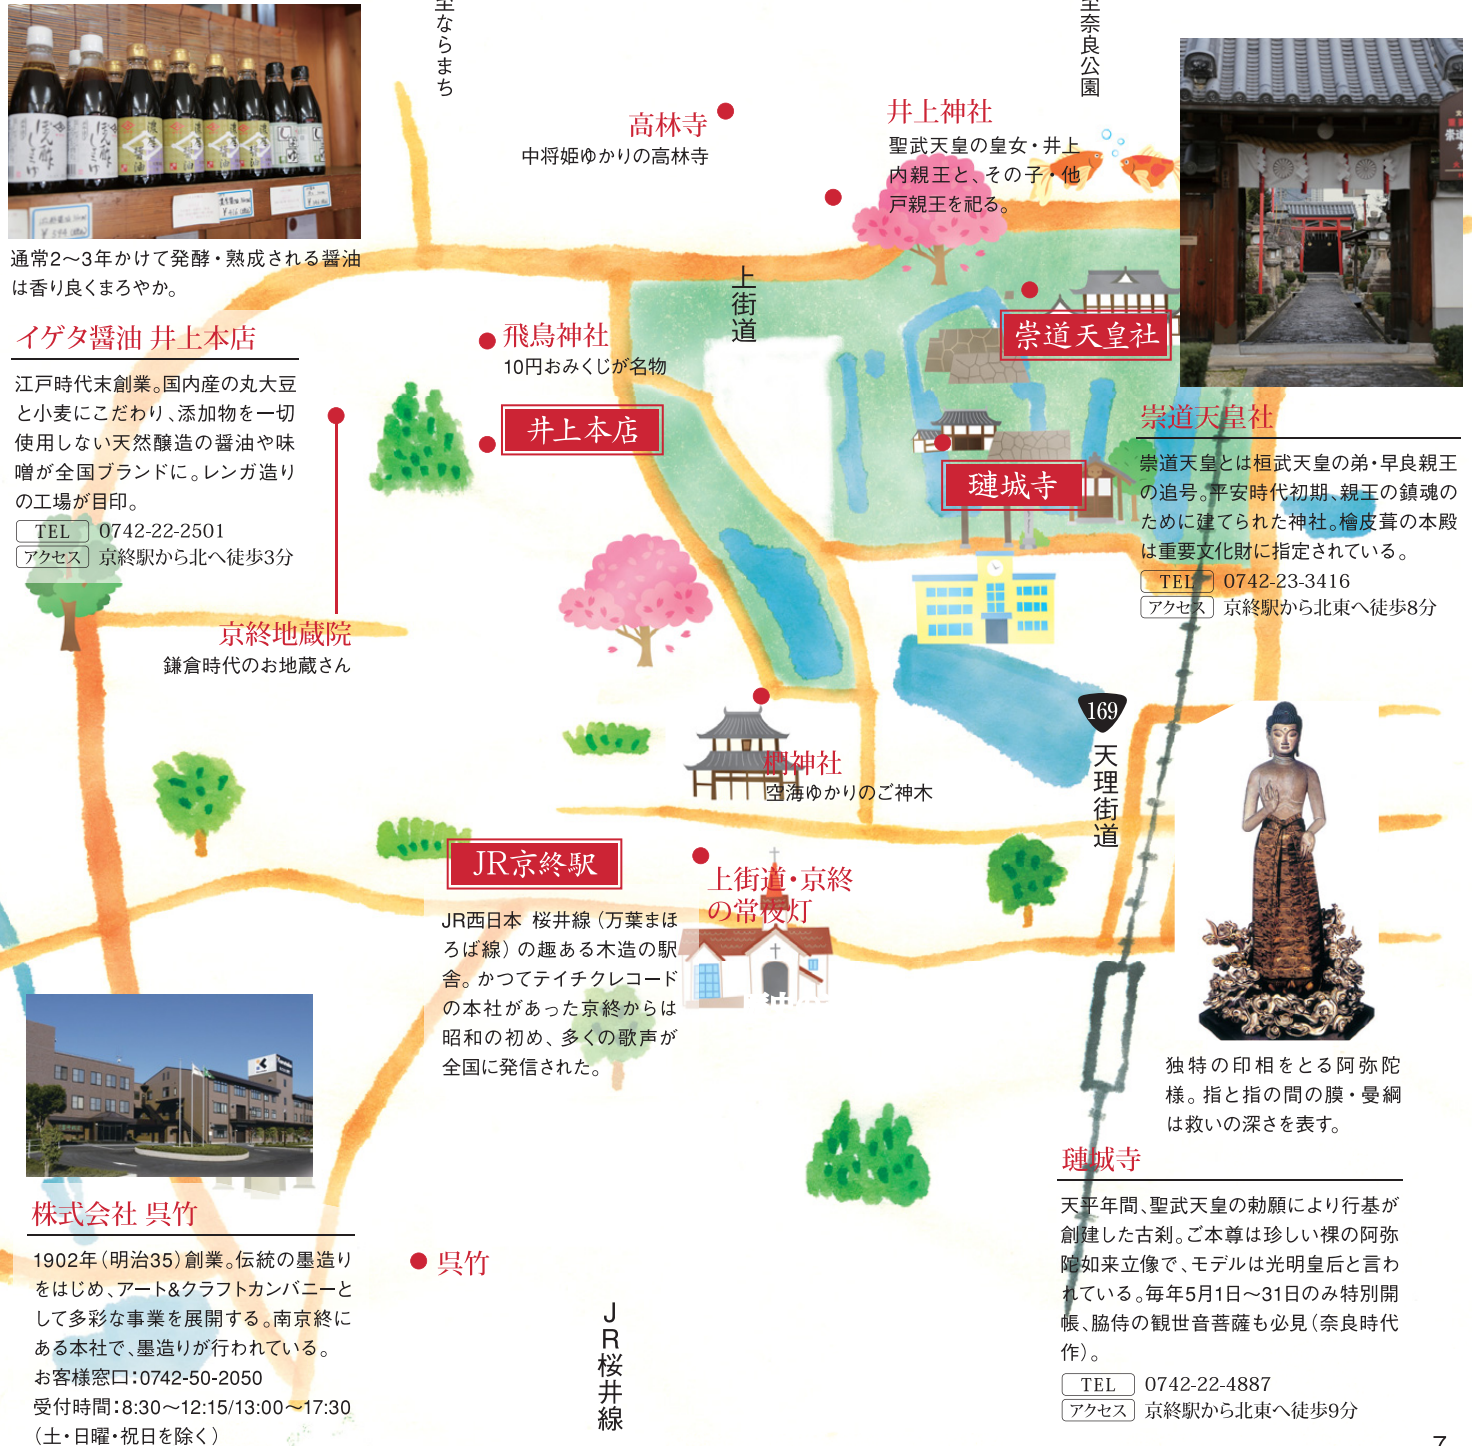 至ならまち
至奈良公園
高林寺
中将姫ゆかりの高林寺
井上神社
聖武天皇の皇女・井上
内親王と、その子・他
戸親王を祀る。
通常2〜3年かけて発酵・熟成される醤油
は香り良くまろやか。
イゲタ醤油 井上本店
江戸時代末創業。国内産の丸大豆
と小麦にこだわり、添加物を一切
使用しない天然醸造の醤油や味
噌が全国ブランドに。レンガ造り
の工場が目印。
TEL 0742-22-2501
アクセス 京終駅から北へ徒歩3分
上街道
飛鳥神社
10円おみくじが名物
井上本店
崇道天皇社
璉城寺
崇道天皇社
崇道天皇とは桓武天皇の弟・早良親王
の追号。平安時代初期、親王の鎮魂の
ために建てられた神社。檜皮葺の本殿
は重要文化財に指定されている。
TEL 0742-23-3416
アクセス 京終駅から北東へ徒歩8分
京終地蔵院
鎌倉時代のお地蔵さん
169
天理街道
椚神社
空海ゆかりのご神木
JR京終駅
JR西日本 桜井線（万葉まほ
ろば線）の趣ある木造の駅
舎。かつてテイチクレコード
の本社があった京終からは
昭和の初め、多くの歌声が
全国に発信された。
上街道・京終
の常夜灯
独特の印相をとる阿弥陀
様。指と指の間の膜・曼綱
は救いの深さを表す。
璉城寺
天平年間、聖武天皇の勅願により行基が
創建した古刹。ご本尊は珍しい裸の阿弥
陀如来立像で、モデルは光明皇后と言わ
れている。毎年5月1日〜31日のみ特別開
帳、脇侍の観世音菩薩も必見（奈良時代
作）。
TEL 0742-22-4887
アクセス 京終駅から北東へ徒歩9分
株式会社 呉竹
1902年（明治35）創業。伝統の墨造り
をはじめ、アート&クラフトカンパニーと
して多彩な事業を展開する。南京終に
ある本社で、墨造りが行われている。
お客様窓口：0742-50-2050
受付時間：8:30〜12:15/13:00〜17:30
（土・日曜・祝日を除く）
呉竹
JR桜井線
7